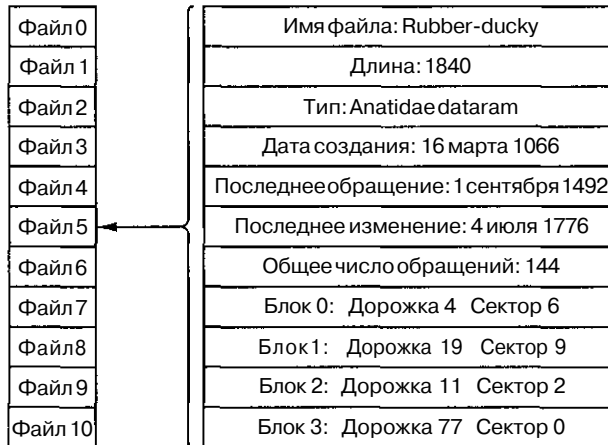 Файл 0
Файл 1
Файл 2
Файл 3
Файл 4
Файл 5
Файл 6
Файл 7
Файл 8
Файл 9
Файл 10
Имя файла: Rubber-ducky
Длина: 1840
Тип: Anatidae dataram
Дата создания: 16 марта 1066
Последнее обращение: 1 сентября 1492
Последнее изменение: 4 июля 1776
Общее число обращений: 144
Блок 0: Дорожка 4 Сектор 6
Блок 1: Дорожка 19 Сектор 9
Блок 2: Дорожка 11 Сектор 2
Блок 3: Дорожка 77 Сектор 0